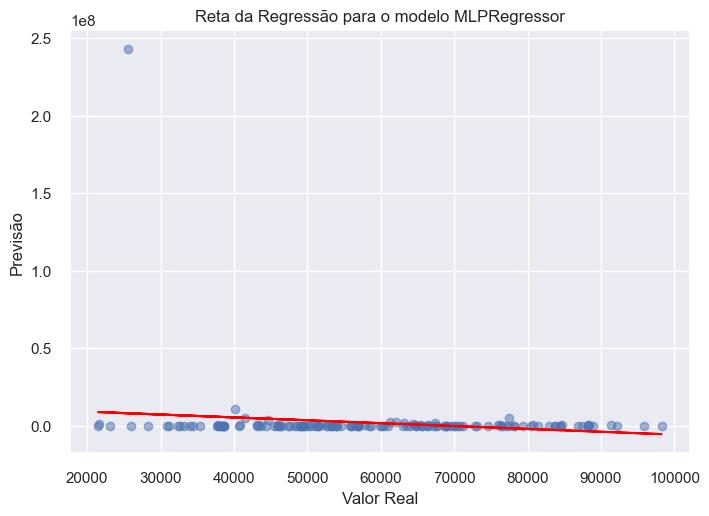 Reta da Regressão para o modelo MLPRegressor
1e8
2.5
2.0
1.5
1.0
0.5
0.0
Previsão
20000 30000 40000 50000 60000 70000 80000 90000 100000
Valor Real